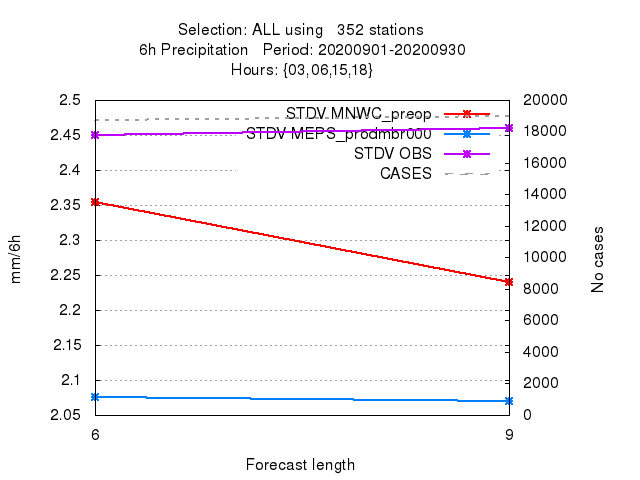 Selection: ALL using   352 stations
6h Precipitation   Period: 20200901-20200930
Hours: {03,06,15,18}
2.5
2.45
2.4
2.35
2.3
2.25
2.2
2.15
2.1
2.05
mm/6h
STDV MNWC_preop
STDV MEPS_prodmbr000
STDV OBS
CASES
20000
18000
16000
14000
12000
10000
8000
6000
4000
2000
0
No cases
6
9
Forecast length